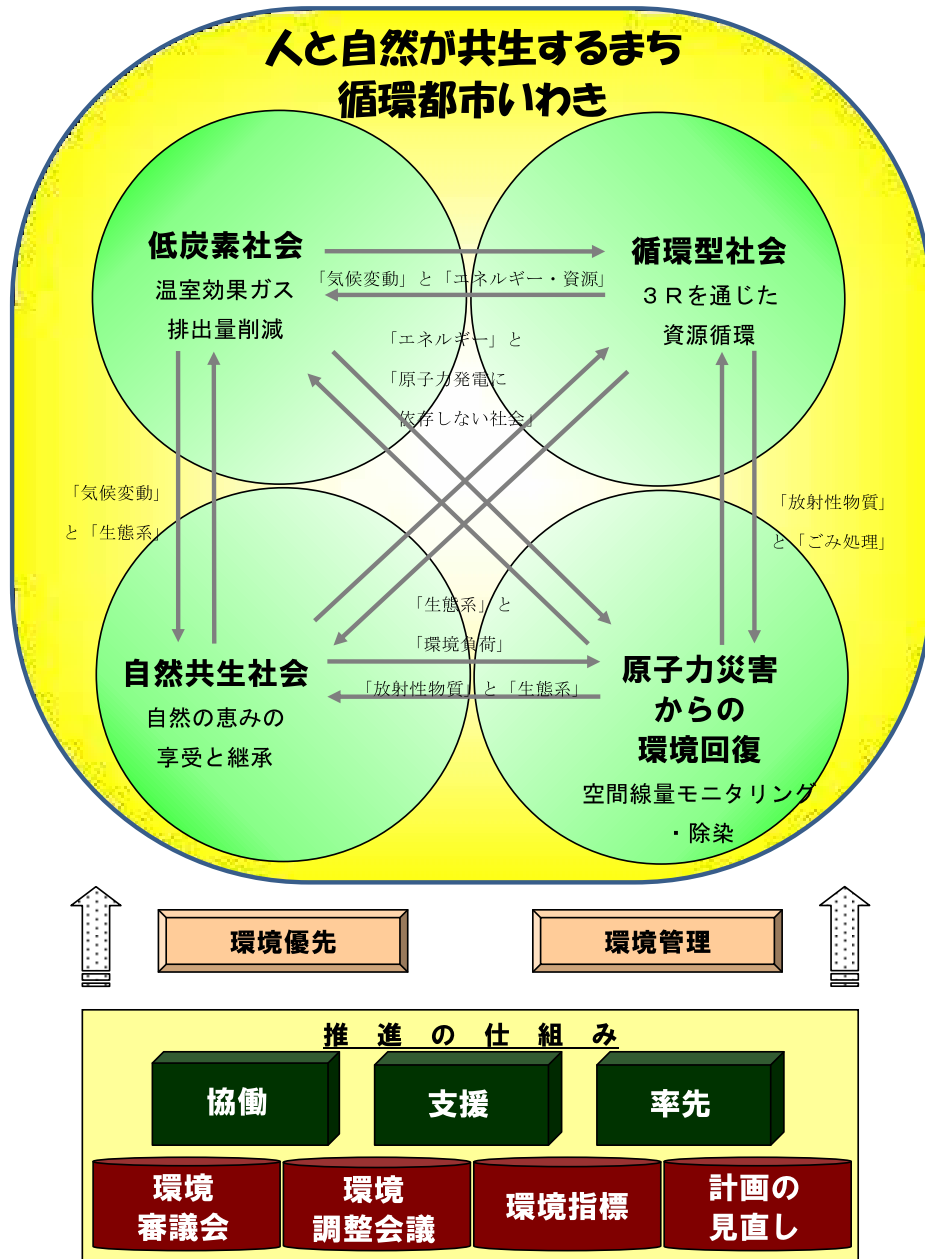 人と自然が共生するまち
循環都市いわき
低炭素社会
温室効果ガス
排出量削減
循環型社会
３Ｒを通じた
資源循環
「気候変動」と「エネルギー・資源」
「エネルギー」と
「原子力発電に
依存しない社会」
「気候変動」
と「生態系」
「放射性物質」
と「ごみ処理」
「生態系」と
「環境負荷」
「放射性物質」と「生態系」
自然共生社会
自然の恵みの
享受と継承
原子力災害
からの
環境回復
空間線量モニタリング
・除染
環境優先
環境管理
推進の仕組み
協働
支援
率先
環境
審議会
環境
調整会議
環境指標
計画の
見直し